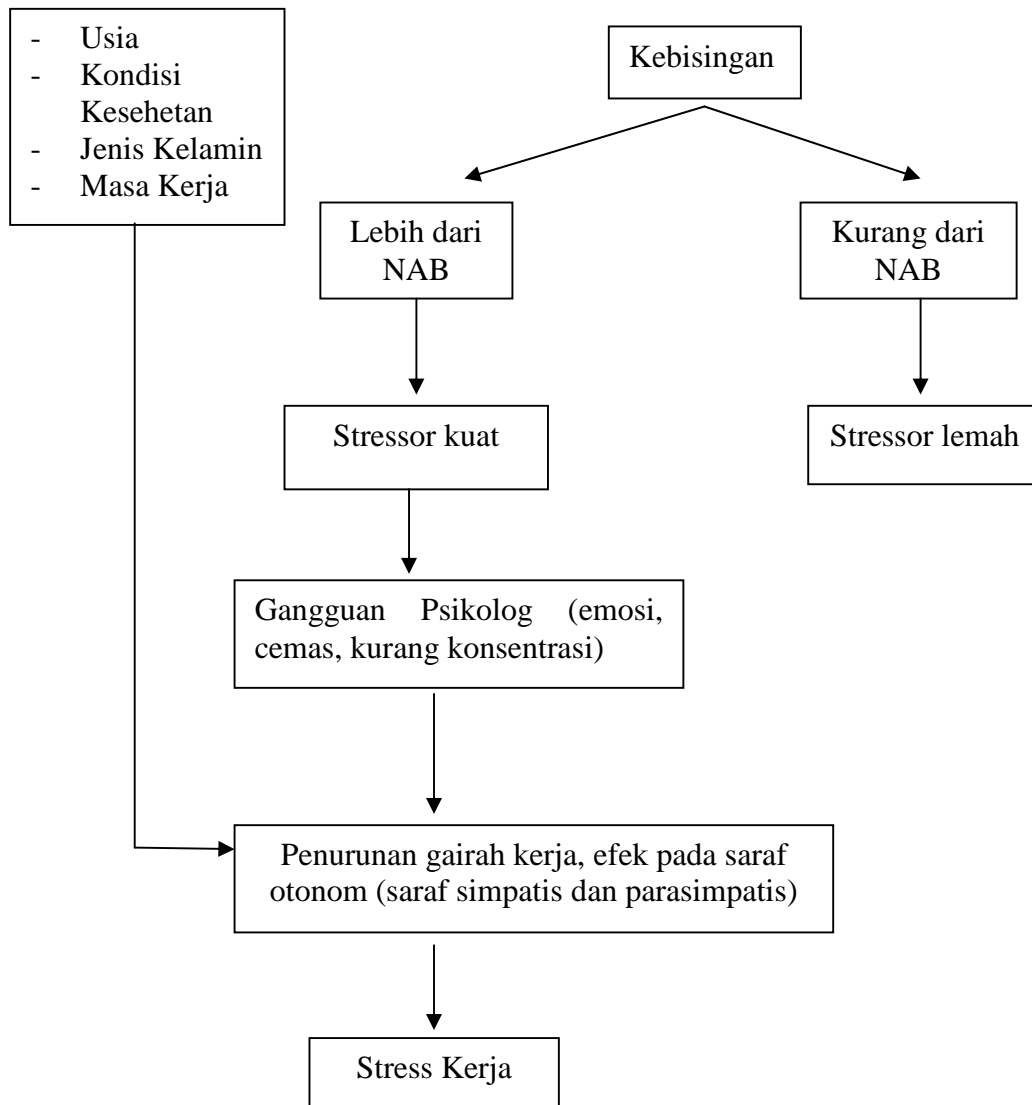 - Usia
- Kondisi
Kesehetan
- Jenis Kelamin
- Masa Kerja
Kebisingan
Lebih dari
NAB
Kurang dari
NAB
Stressor kuat
Stressor lemah
Gangguan Psikolog (emosi,
cemas, kurang konsentrasi)
Penurunan gairah kerja, efek pada saraf
otonom (saraf simpatis dan parasimpatis)
Stress Kerja